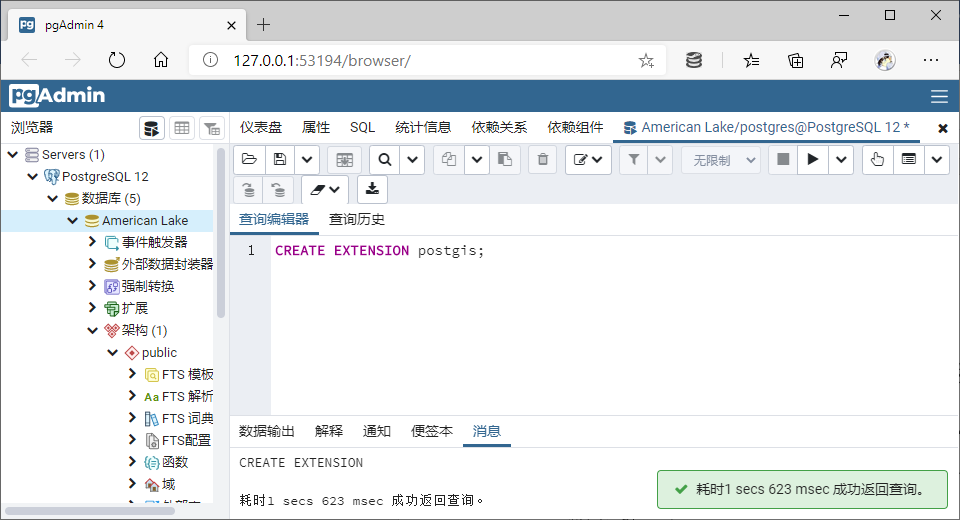 pgAdmin 4
127.0.0.1:53194/browser/
pgAdmin
浏览器
仪表盘 属性 SQL 统计信息 依赖关系 依赖组件 American Lake/postgres@PostgreSQL 12 *
Servers (1)
PostgreSQL 12
数据库 (5)
American Lake
事件触发器
外部数据封装器
强制转换
扩展
架构 (1)
public
FTS 模板
Aa FTS 解析
FTS 词典
FTS配置
函数
域
无限制
查询编辑器 查询历史
1 CREATE EXTENSION postgis;
数据输出 解释 通知 便签本 消息
CREATE EXTENSION
耗时1 secs 623 msec 成功返回查询。
耗时1 secs 623 msec 成功返回查询。